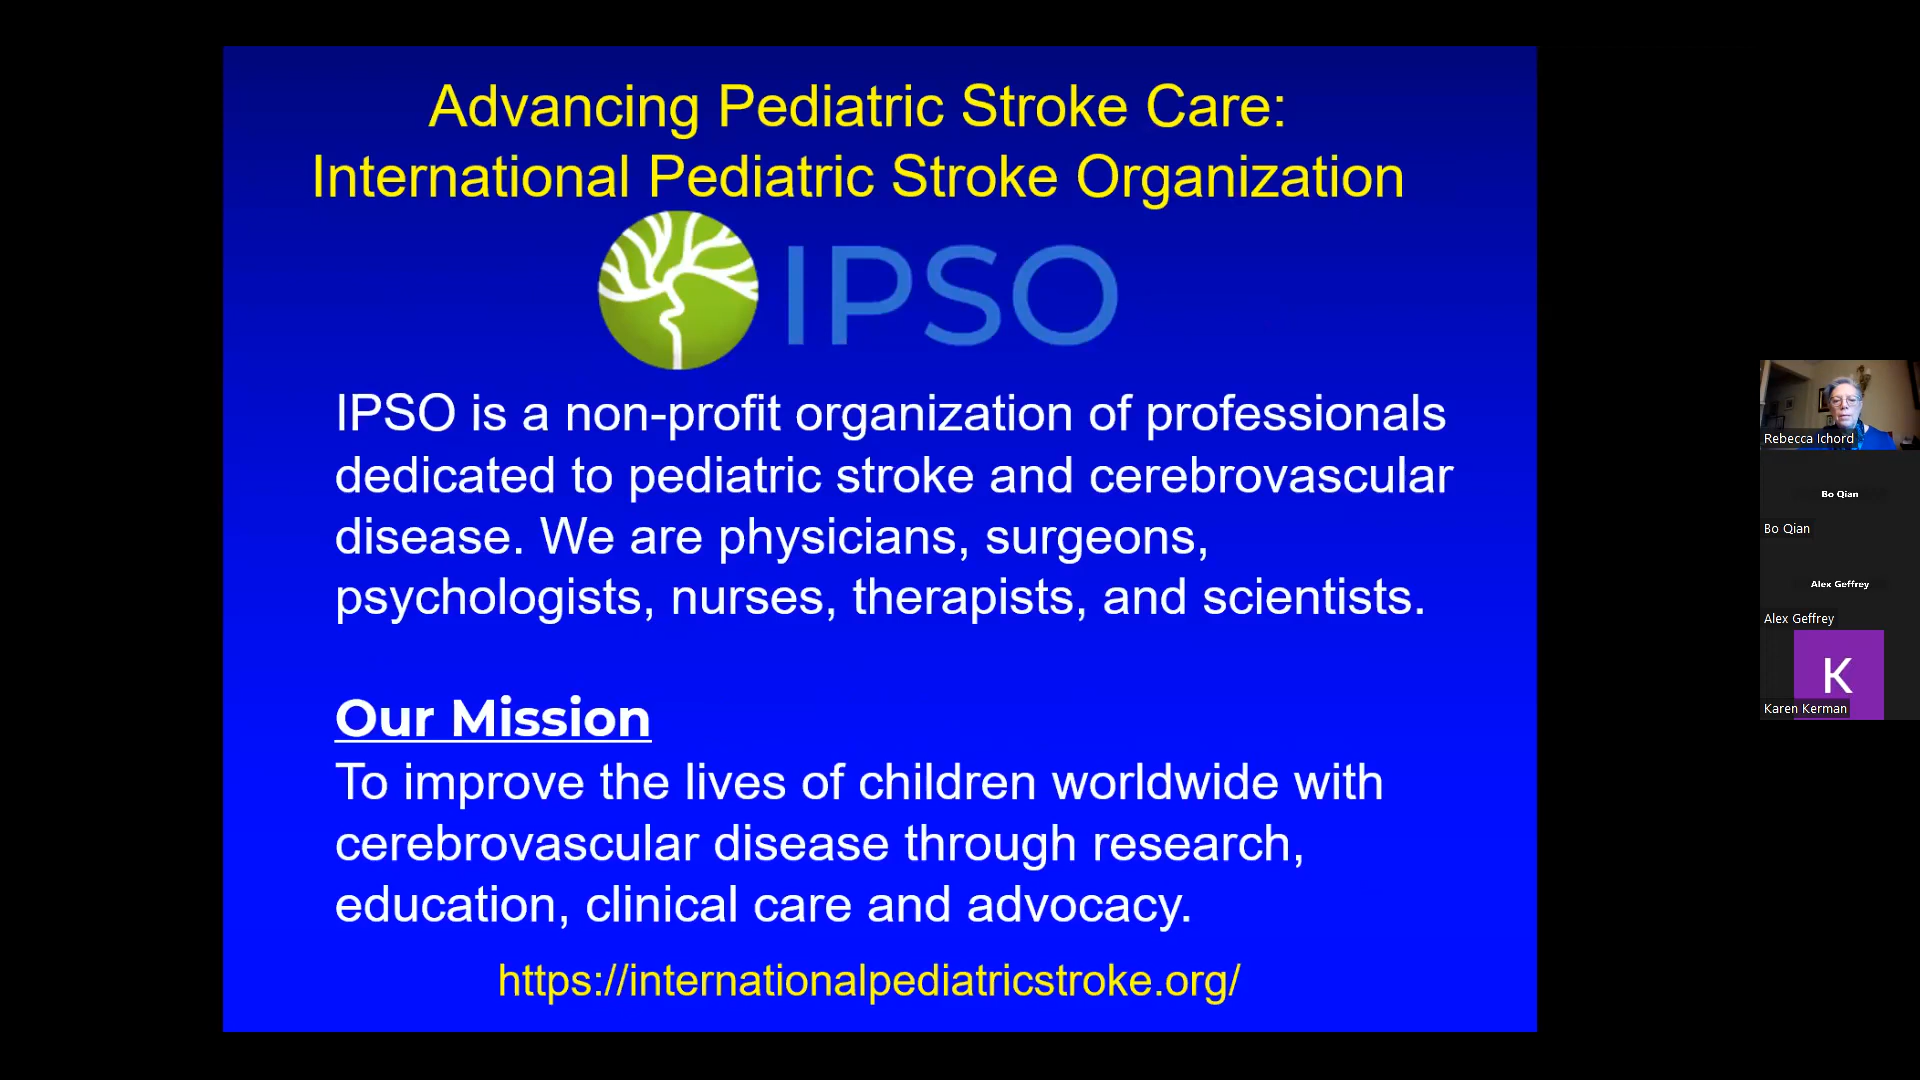 Advancing Pediatric Stroke Care:
International Pediatric Stroke Organization
IPSO
IPSO is a non-profit organization of professionals
dedicated to pediatric stroke and cerebrovascular
disease. We are physicians, surgeons,
psychologists, nurses, therapists, and scientists.
Our Mission
To improve the lives of children worldwide with
cerebrovascular disease through research,
education, clinical care and advocacy.
https://internationalpediatricstroke.org/
Rebecca Ichord
Bo Qian
Bo Qian
Alex Geffrey
Alex Geffrey
K
Karen Kerman